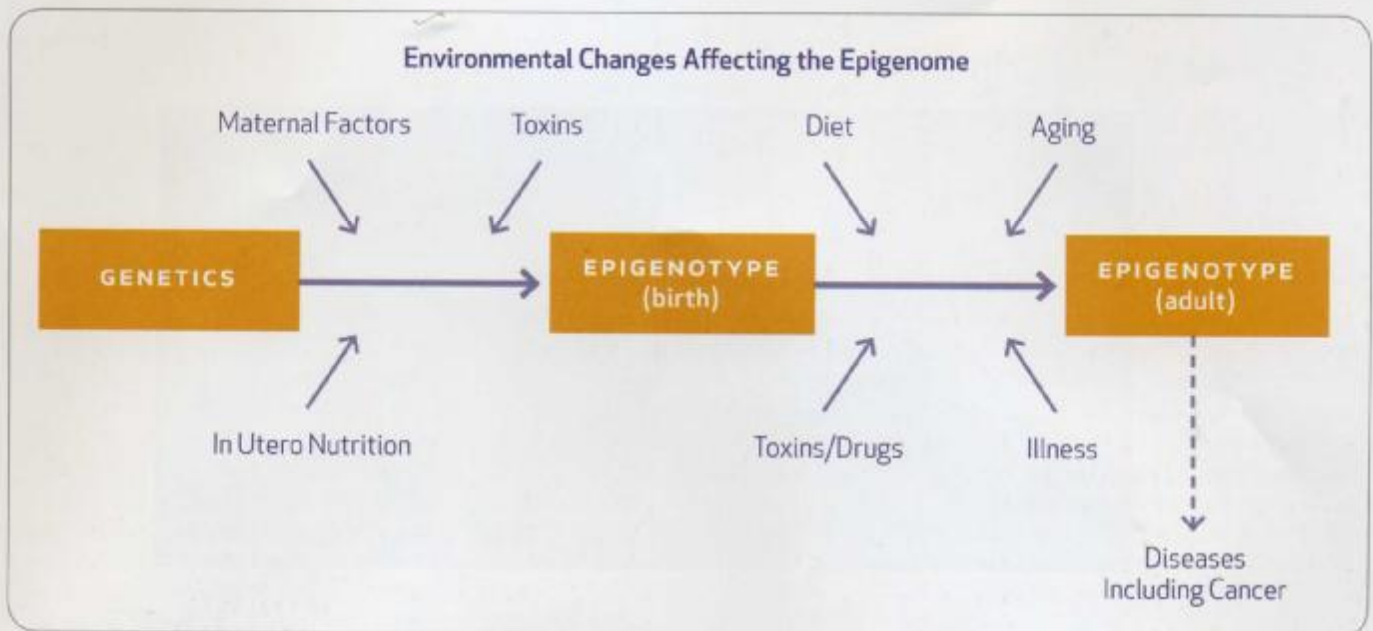 Environmental Changes Affecting the Epigenome
Maternal Factors
Toxins
Diet
Aging
GENETICS
EPIGENOTYPE
(birth)
EPIGENOTYPE
(adult)
In Utero Nutrition
Toxins/Drugs
Illness
Diseases
Including Cancer